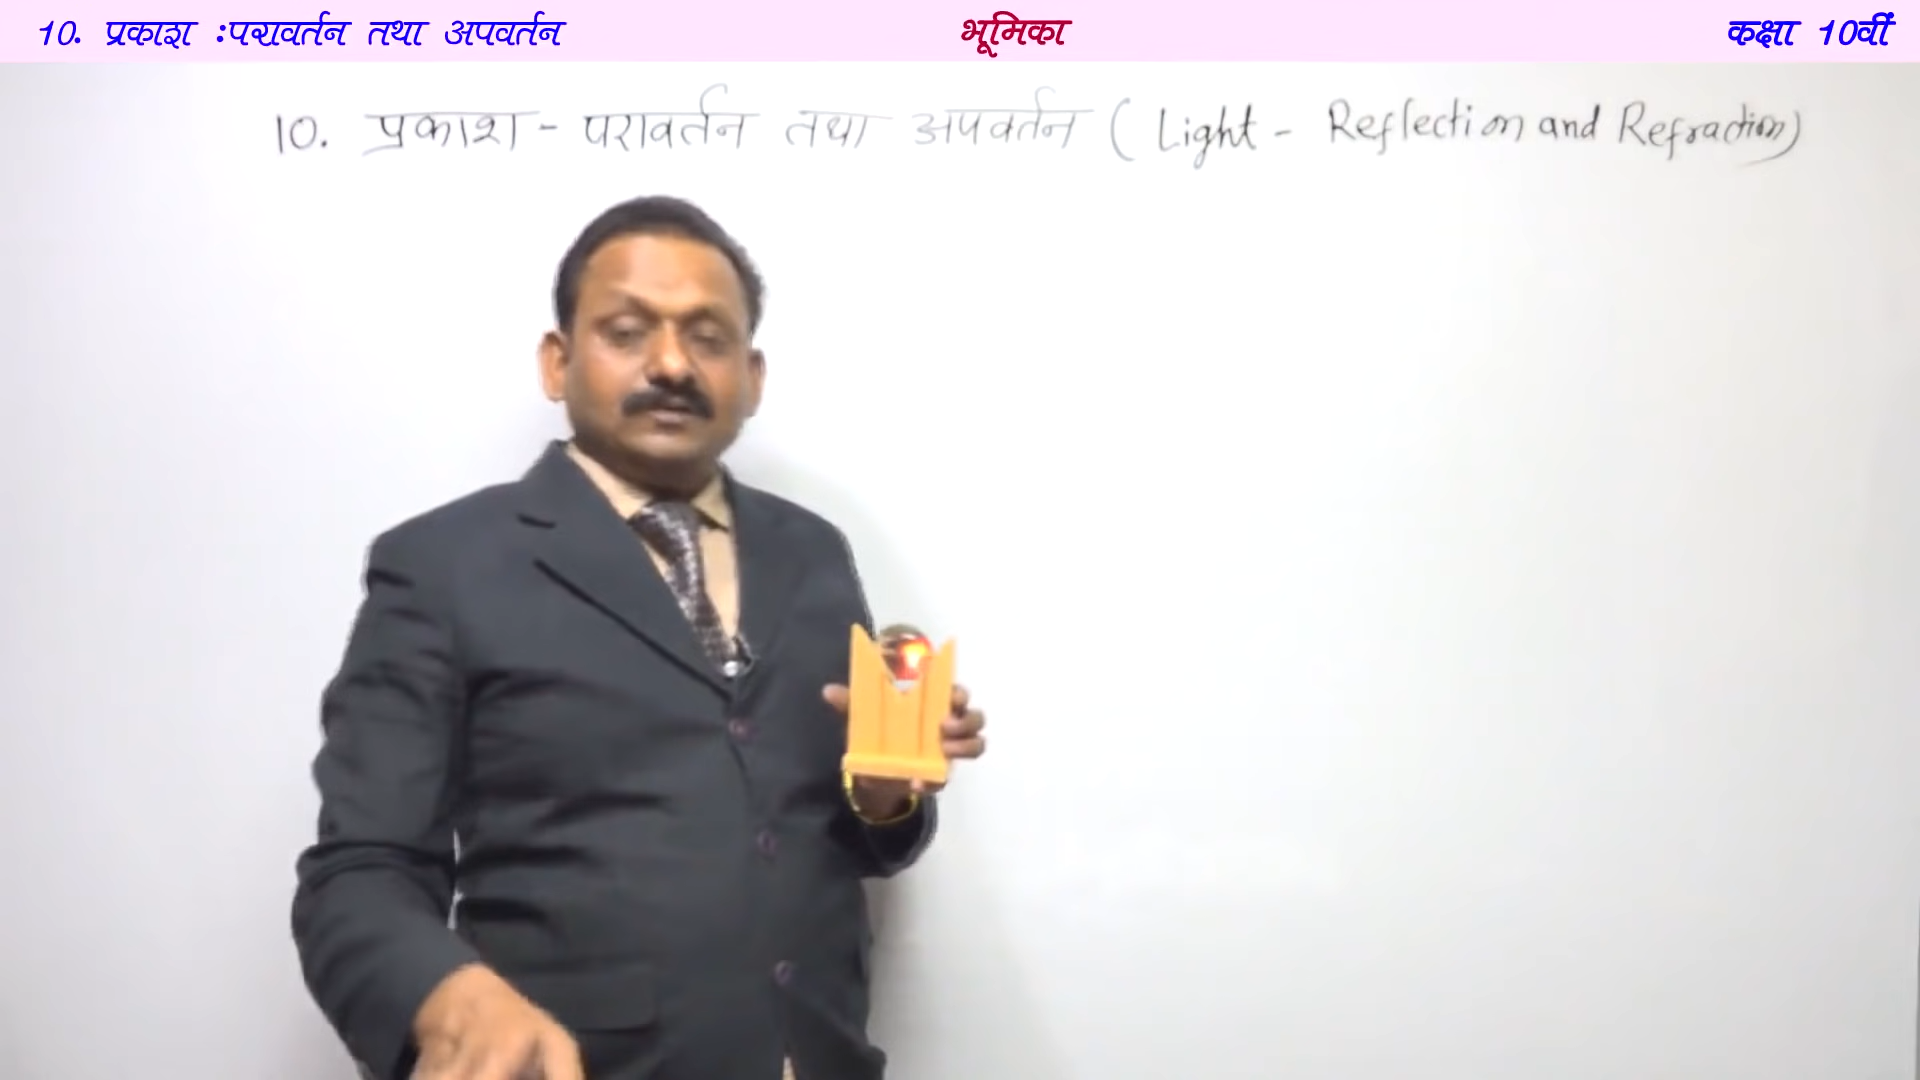 10. प्रकाश :परावर्तन तथा अपवर्तन भूमिका कक्षा 10वीं
10. प्रकाश - परावर्तन तथा अपवर्तन ( Light - Reflection and Refraction)